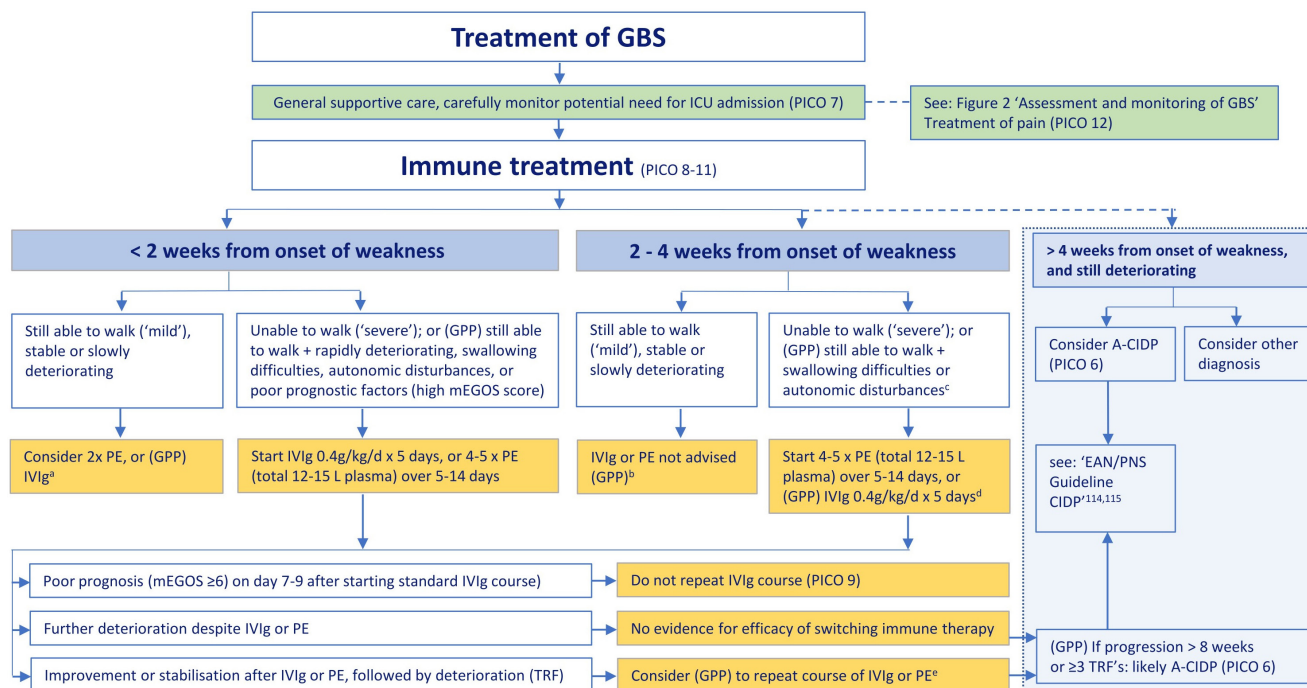 Treatment of GBS
General supportive care, carefully monitor potential need for ICU admission (PICO 7)
See: Figure 2 'Assessment and monitoring of GBS'
Treatment of pain (PICO 12)
Immune treatment (PICO 8-11)
< 2 weeks from onset of weakness
2 - 4 weeks from onset of weakness
> 4 weeks from onset of weakness,
and still deteriorating
Still able to walk ('mild'),
stable or slowly
deteriorating
Unable to walk ('severe'); or (GPP) still able
to walk + rapidly deteriorating, swallowing
difficulties, autonomic disturbances, or
poor prognostic factors (high mEGOS score)
Still able to walk
('mild'), stable or
slowly deteriorating
Unable to walk ('severe'); or
(GPP) still able to walk +
swallowing difficulties or
autonomic disturbancesᶜ
Consider A-CIDP
(PICO 6)
Consider other
diagnosis
Consider 2x PE, or (GPP)
IVIgᵃ
Start IVIg 0.4g/kg/d x 5 days, or 4-5 x PE
(total 12-15 L plasma) over 5-14 days
IVIg or PE not advised
(GPP)ᵇ
Start 4-5 x PE (total 12-15 L
plasma) over 5-14 days, or
(GPP) IVIg 0.4g/kg/d x 5 daysᵈ
see: 'EAN/PNS
Guideline
CIDP'¹¹⁴,¹¹⁵
Poor prognosis (mEGOS ≥6) on day 7-9 after starting standard IVIg course)
Do not repeat IVIg course (PICO 9)
Further deterioration despite IVIg or PE
No evidence for efficacy of switching immune therapy
Improvement or stabilisation after IVIg or PE, followed by deterioration (TRF)
Consider (GPP) to repeat course of IVIg or PEᵉ
(GPP) If progression > 8 weeks
or ≥3 TRF's: likely A-CIDP (PICO 6)